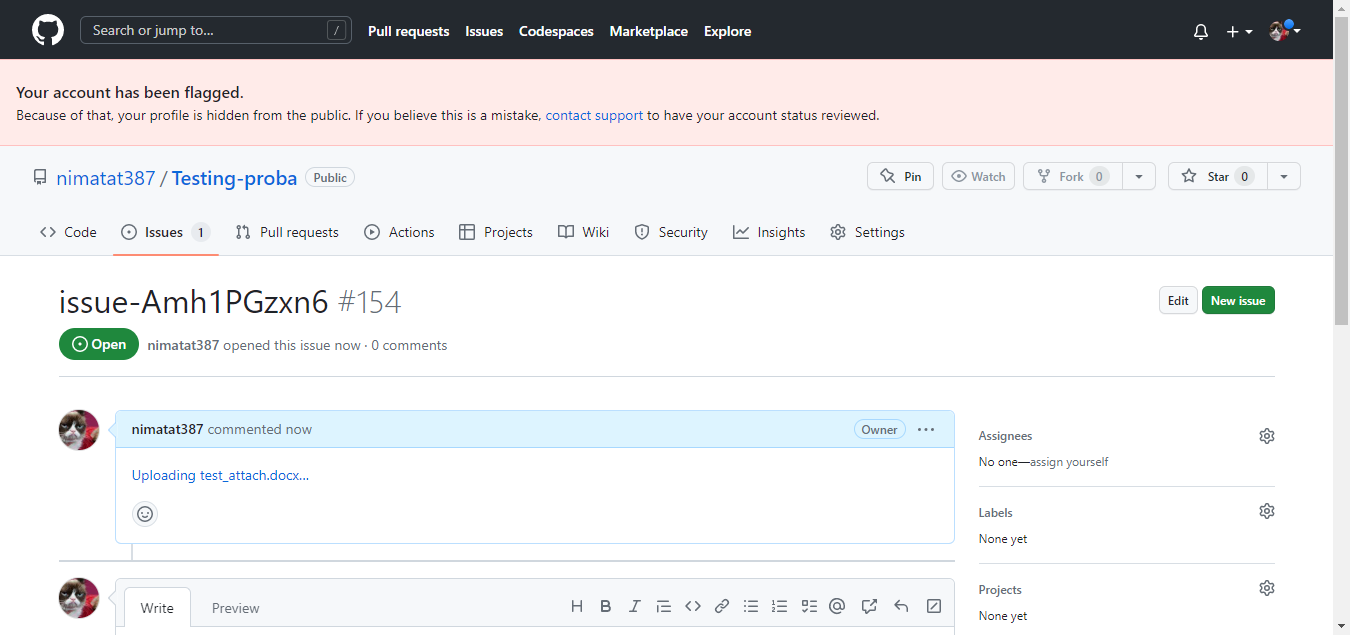 Search or jump to... / Pull requests Issues Codespaces Marketplace Explore
Your account has been flagged.
Because of that, your profile is hidden from the public. If you believe this is a mistake, contact support to have your account status reviewed.
nimatat387 / Testing-proba Public Pin Watch Fork 0 Star 0
Code Issues 1 Pull requests Actions Projects Wiki Security Insights Settings
issue-Amh1PGzxn6 #154 Edit New issue
Open nimatat387 opened this issue now · 0 comments
nimatat387 commented now Owner ···
Uploading test_attach.docx…
Assignees
No one—assign yourself
Labels
None yet
Projects
None yet
Write Preview